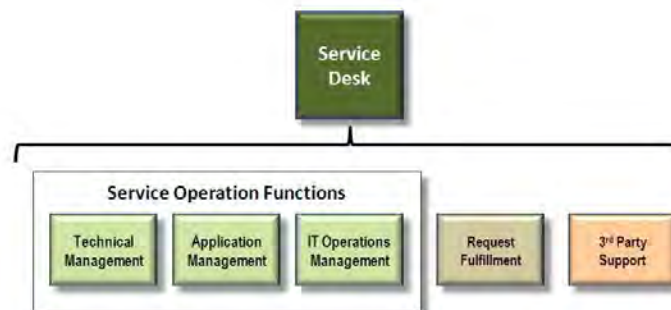 Service
Desk
Service Operation Functions
Technical
Management
Application
Management
IT Operations
Management
Request
Fulfillment
3rd Party
Support